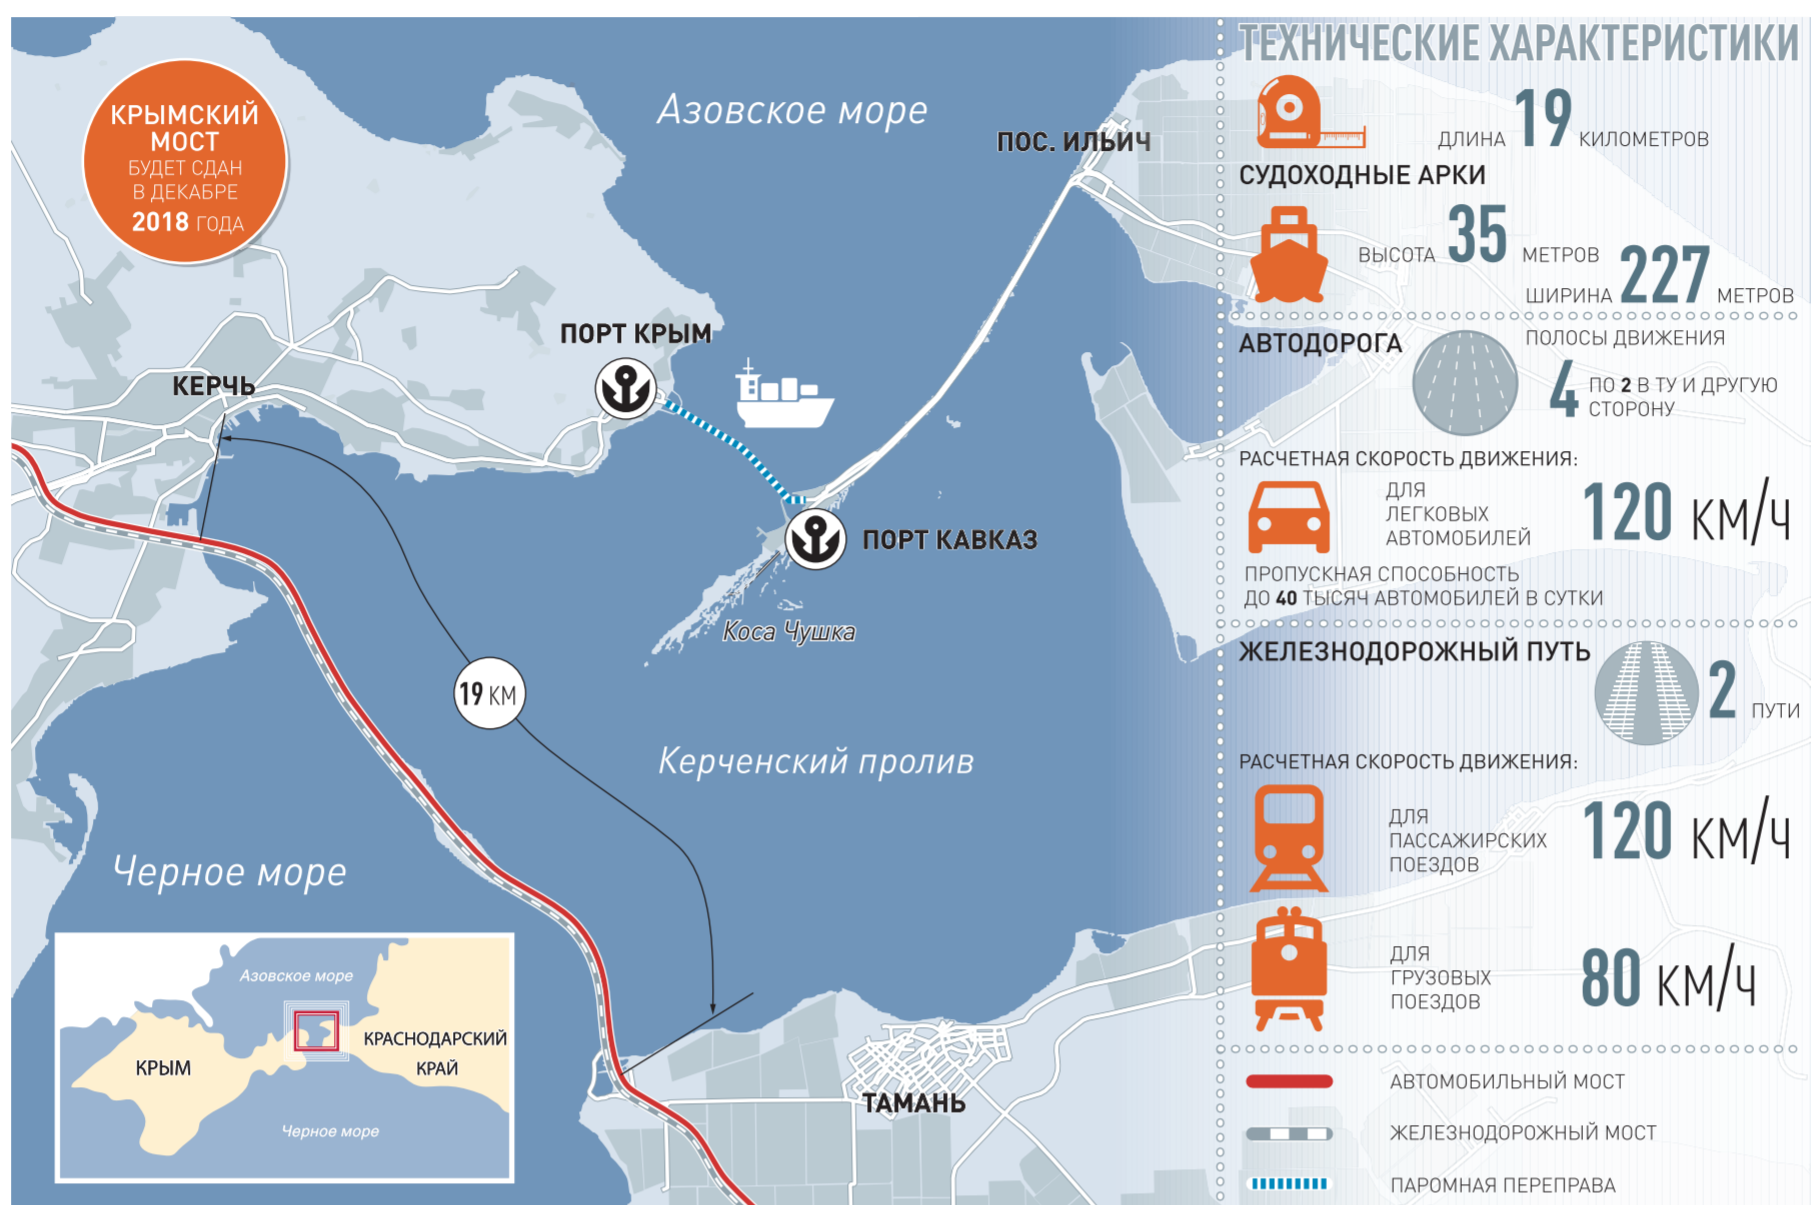 КРЫМСКИЙ
МОСТ
БУДЕТ СДАН
В ДЕКАБРЕ
2018 ГОДА
Азовское море
ПОС. ИЛЬИЧ
ПОРТ КРЫМ
КЕРЧЬ
ПОРТ КАВКАЗ
Коса Чушка
19 КМ
Керченский пролив
Черное море
ТАМАНЬ
Азовское море
КРЫМ
КРАСНОДАРСКИЙ
КРАЙ
Черное море
ТЕХНИЧЕСКИЕ ХАРАКТЕРИСТИКИ
ДЛИНА 19 КИЛОМЕТРОВ
СУДОХОДНЫЕ АРКИ
ВЫСОТА 35 МЕТРОВ
ШИРИНА 227 МЕТРОВ
АВТОДОРОГА
ПОЛОСЫ ДВИЖЕНИЯ
4 ПО 2 В ТУ И ДРУГУЮ
СТОРОНУ
РАСЧЕТНАЯ СКОРОСТЬ ДВИЖЕНИЯ:
ДЛЯ
ЛЕГКОВЫХ
АВТОМОБИЛЕЙ
120 КМ/Ч
ПРОПУСКНАЯ СПОСОБНОСТЬ
ДО 40 ТЫСЯЧ АВТОМОБИЛЕЙ В СУТКИ
ЖЕЛЕЗНОДОРОЖНЫЙ ПУТЬ
2 ПУТИ
РАСЧЕТНАЯ СКОРОСТЬ ДВИЖЕНИЯ:
ДЛЯ
ПАССАЖИРСКИХ
ПОЕЗДОВ
120 КМ/Ч
ДЛЯ
ГРУЗОВЫХ
ПОЕЗДОВ
80 КМ/Ч
АВТОМОБИЛЬНЫЙ МОСТ
ЖЕЛЕЗНОДОРОЖНЫЙ МОСТ
ПАРОМНАЯ ПЕРЕПРАВА